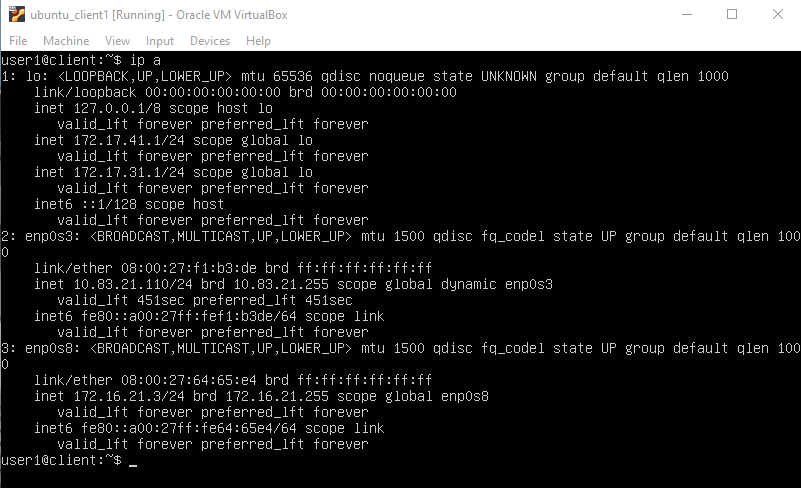 ubuntu_client1 [Running] - Oracle VM VirtualBox
File Machine View Input Devices Help
user1@client:~$ ip a
1: lo: <LOOPBACK,UP,LOWER_UP> mtu 65536 qdisc noqueue state UNKNOWN group default qlen 1000
    link/loopback 00:00:00:00:00:00 brd 00:00:00:00:00:00
    inet 127.0.0.1/8 scope host lo
       valid_lft forever preferred_lft forever
    inet 172.17.41.1/24 scope global lo
       valid_lft forever preferred_lft forever
    inet 172.17.31.1/24 scope global lo
       valid_lft forever preferred_lft forever
    inet6 ::1/128 scope host
       valid_lft forever preferred_lft forever
2: enp0s3: <BROADCAST,MULTICAST,UP,LOWER_UP> mtu 1500 qdisc fq_codel state UP group default qlen 100
0
    link/ether 08:00:27:f1:b3:de brd ff:ff:ff:ff:ff:ff
    inet 10.83.21.110/24 brd 10.83.21.255 scope global dynamic enp0s3
       valid_lft 451sec preferred_lft 451sec
    inet6 fe80::a00:27ff:fef1:b3de/64 scope link
       valid_lft forever preferred_lft forever
3: enp0s8: <BROADCAST,MULTICAST,UP,LOWER_UP> mtu 1500 qdisc fq_codel state UP group default qlen 100
0
    link/ether 08:00:27:64:65:e4 brd ff:ff:ff:ff:ff:ff
    inet 172.16.21.3/24 brd 172.16.21.255 scope global enp0s8
       valid_lft forever preferred_lft forever
    inet6 fe80::a00:27ff:fe64:65e4/64 scope link
       valid_lft forever preferred_lft forever
user1@client:~$ _